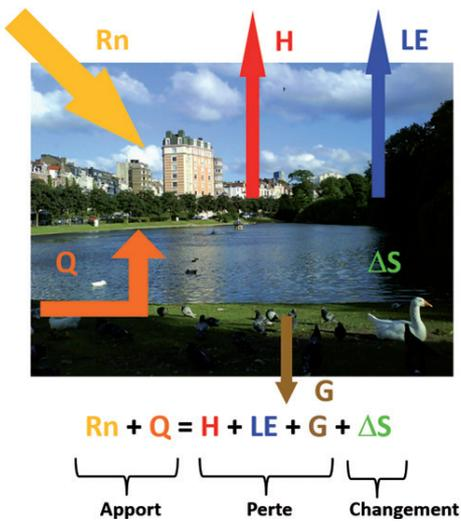 Rn H LE
Q ΔS
G
Rn + Q = H + LE + G + ΔS
Apport Perte Changement